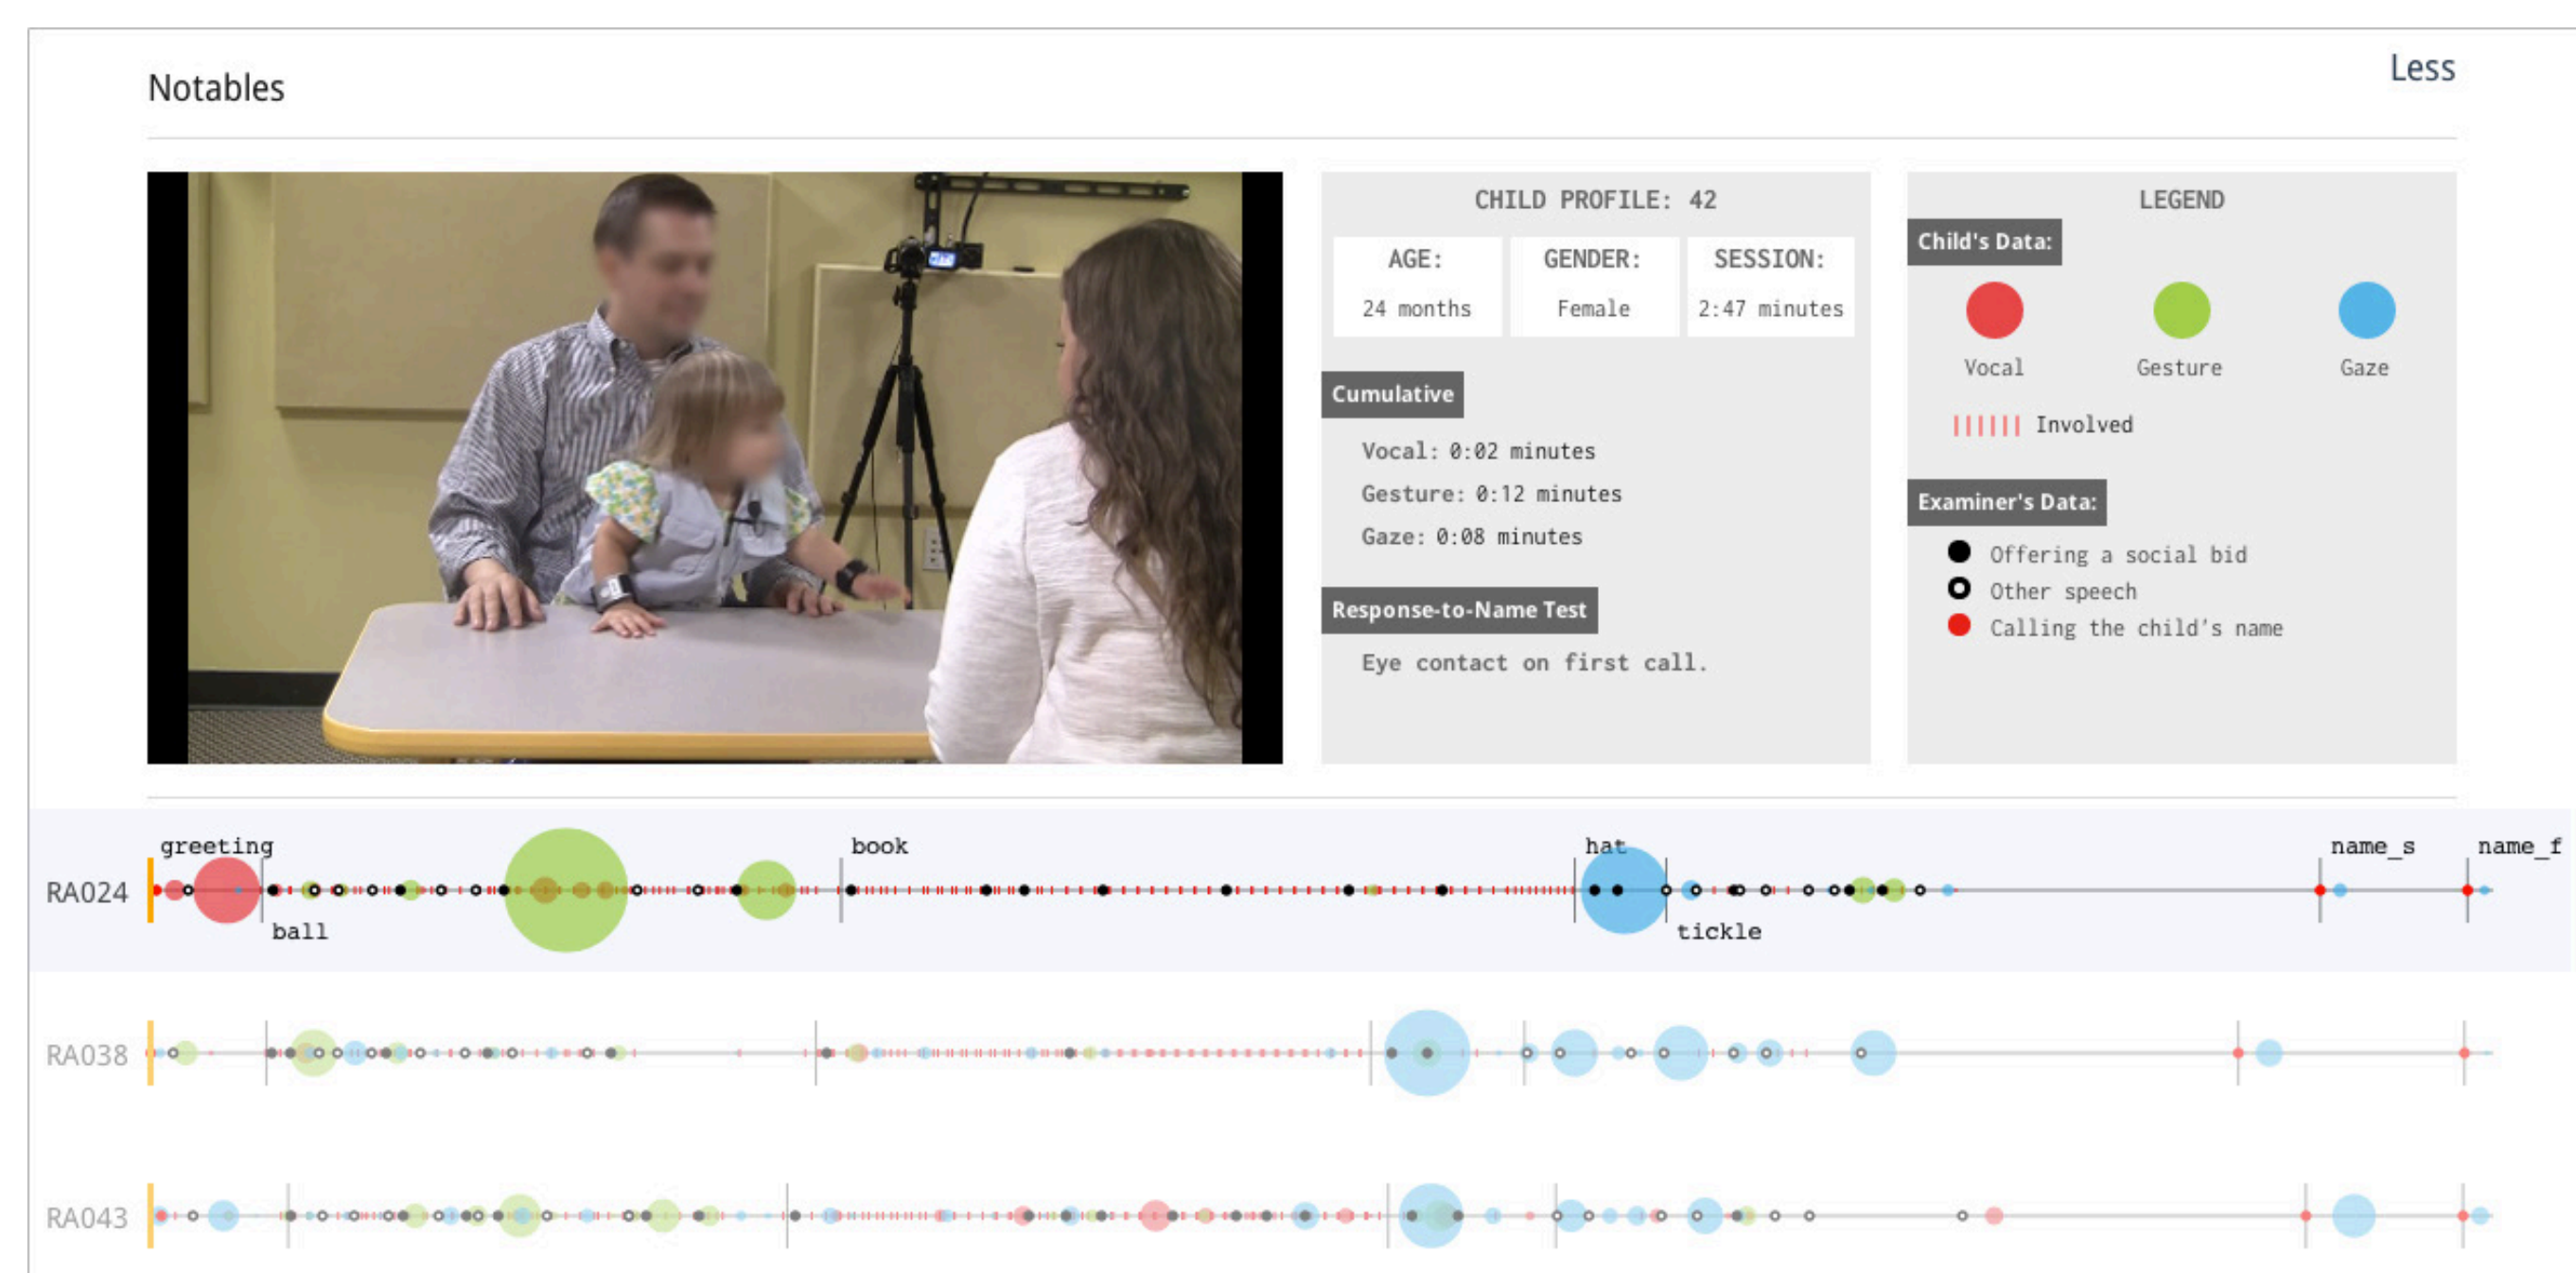 Notables
Less
CHILD PROFILE: 42
AGE:
24 months
GENDER:
Female
SESSION:
2:47 minutes
Cumulative
Vocal: 0:02 minutes
Gesture: 0:12 minutes
Gaze: 0:08 minutes
Response-to-Name Test
Eye contact on first call.
LEGEND
Child's Data:
Vocal
Gesture
Gaze
Involved
Examiner's Data:
Offering a social bid
Other speech
Calling the child's name
greeting
book
hat
name_s
name_f
RA024
ball
tickle
RA038
RA043